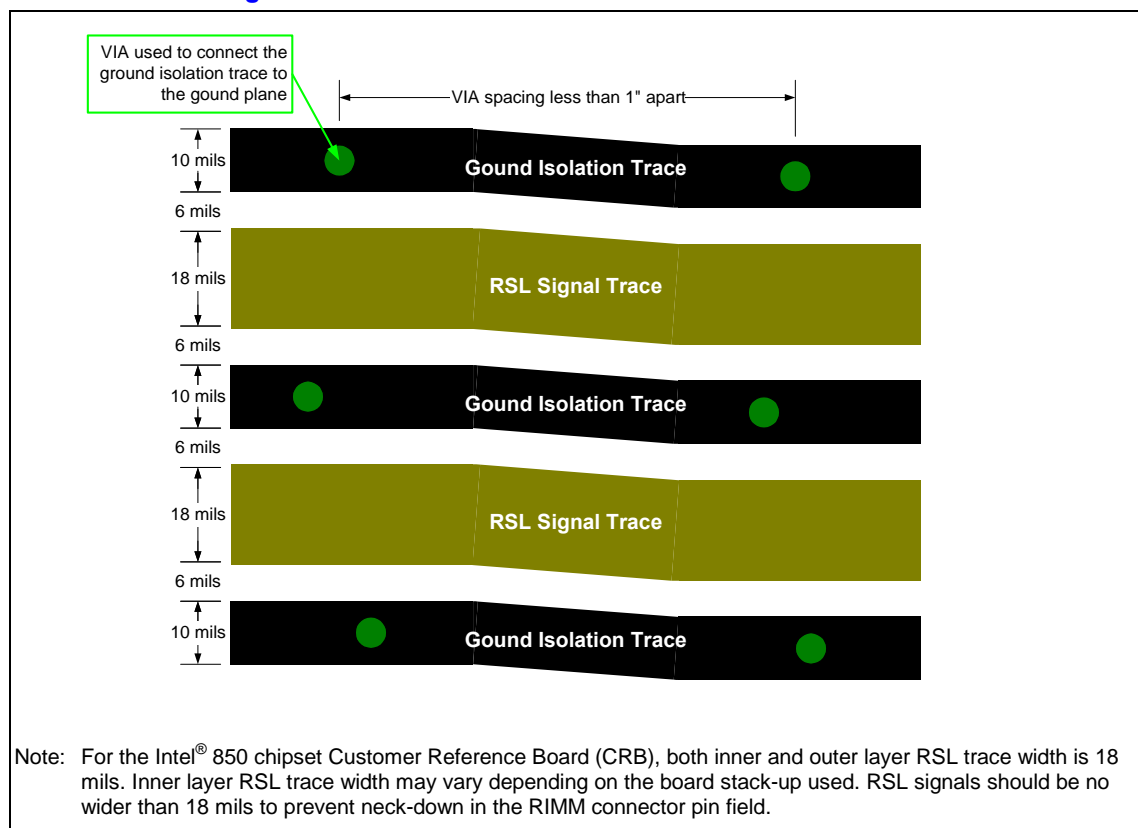 VIA used to connect the
ground isolation trace to
the gound plane
VIA spacing less than 1" apart
10 mils
Gound Isolation Trace
6 mils
18 mils
RSL Signal Trace
6 mils
10 mils
Gound Isolation Trace
6 mils
18 mils
RSL Signal Trace
6 mils
10 mils
Gound Isolation Trace
Note: For the Intel® 850 chipset Customer Reference Board (CRB), both inner and outer layer RSL trace width is 18
mils. Inner layer RSL trace width may vary depending on the board stack-up used. RSL signals should be no
wider than 18 mils to prevent neck-down in the RIMM connector pin field.